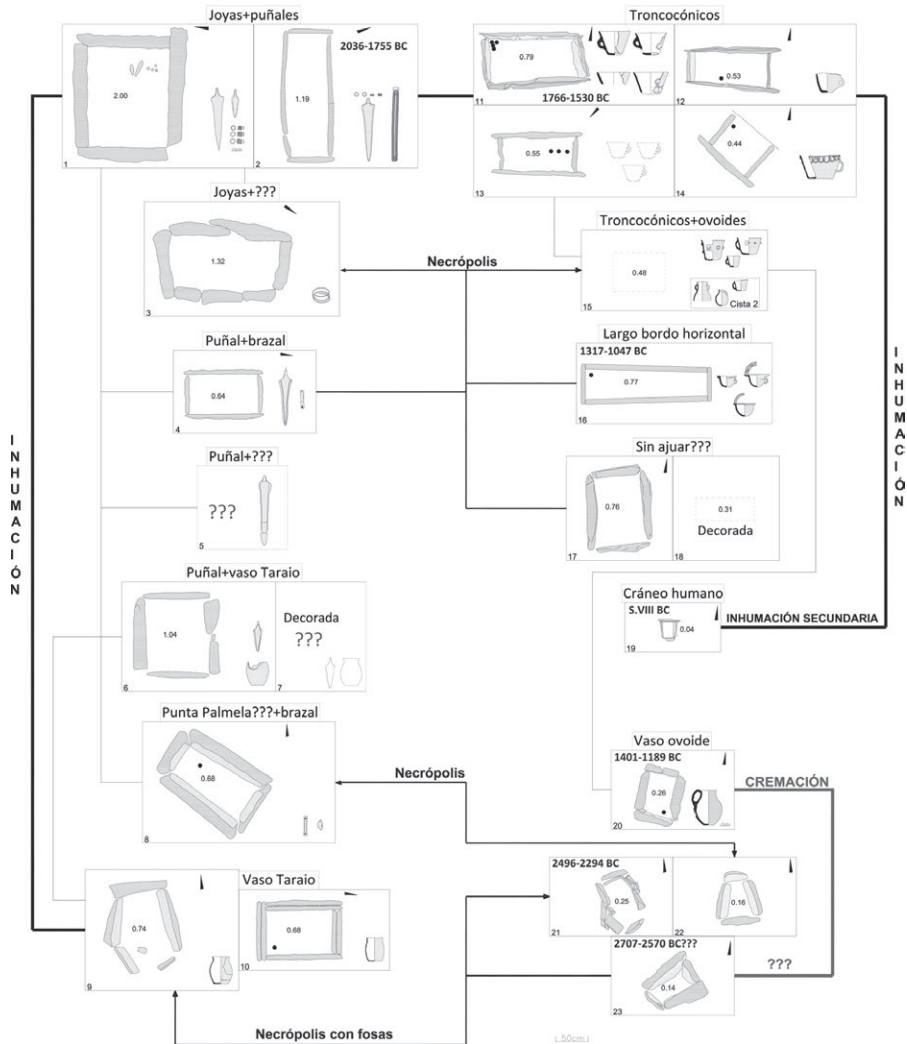 Joyas+puñales
2.00
1
2036-1755 BC
1.19
2
Troncocónicos
0.79
1766-1530 BC
11
0.53
12
0.55
13
0.44
14
Joyas+???
1.32
3
Necrópolis
Troncocónicos+ovoides
0.48
Cista 2
15
Puñal+brazal
0.64
4
Largo bordo horizontal
1317-1047 BC
0.77
16
INHUMACIÓN
INHUMACIÓN
Puñal+???
???
5
Sin ajuar???
0.76
17
0.31
Decorada
18
Puñal+vaso Taraio
1.04
6
Decorada
???
7
Cráneo humano
S.VIII BC
0.04
19
INHUMACIÓN SECUNDARIA
Punta Palmela???+brazal
0.68
8
Necrópolis
Vaso ovoide
1401-1189 BC
0.26
20
CREMACIÓN
0.74
9
Vaso Taraio
0.68
10
2496-2294 BC
0.25
21
0.16
22
2707-2570 BC???
0.14
23
???
Necrópolis con fosas
50cm